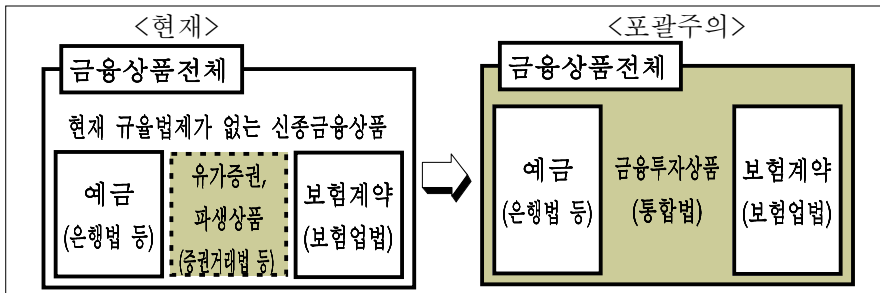 <현재>
금융상품전체
현재 규율법제가 없는 신종금융상품
예금
(은행법 등)
유가증권,
파생상품
(증권거래법 등)
보험계약
(보험업법)
<포괄주의>
금융상품전체
예금
(은행법 등)
금융투자상품
(통합법)
보험계약
(보험업법)